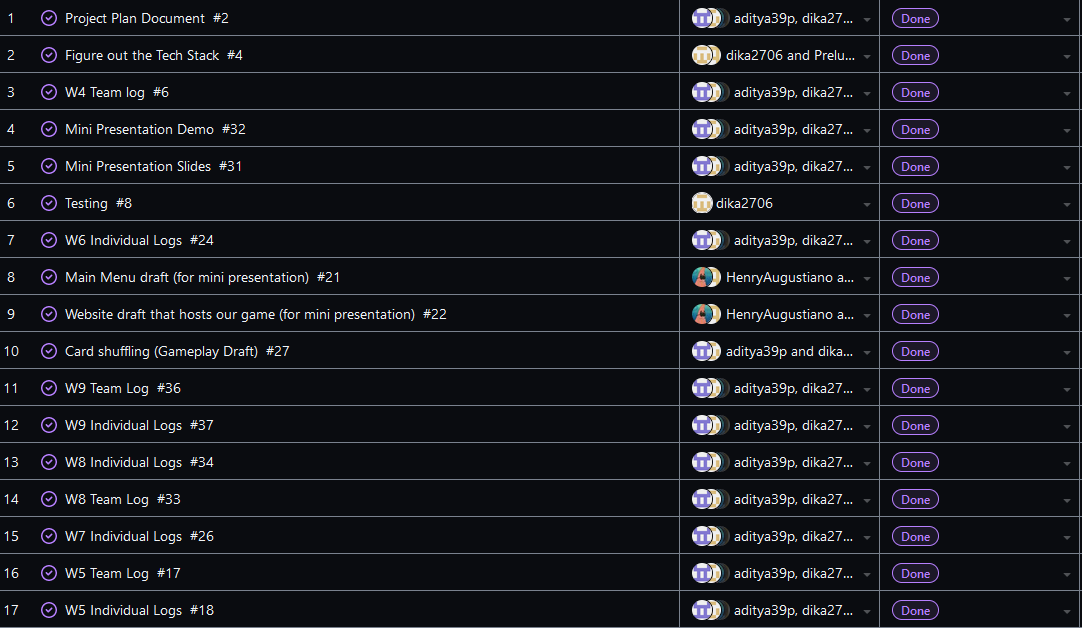 1 Project Plan Document #2 aditya39p, dika27... Done
2 Figure out the Tech Stack #4 dika2706 and Prelu... Done
3 W4 Team log #6 aditya39p, dika27... Done
4 Mini Presentation Demo #32 aditya39p, dika27... Done
5 Mini Presentation Slides #31 aditya39p, dika27... Done
6 Testing #8 dika2706 Done
7 W6 Individual Logs #24 aditya39p, dika27... Done
8 Main Menu draft (for mini presentation) #21 HenryAugustiano a... Done
9 Website draft that hosts our game (for mini presentation) #22 HenryAugustiano a... Done
10 Card shuffling (Gameplay Draft) #27 aditya39p and dika... Done
11 W9 Team Log #36 aditya39p, dika27... Done
12 W9 Individual Logs #37 aditya39p, dika27... Done
13 W8 Individual Logs #34 aditya39p, dika27... Done
14 W8 Team Log #33 aditya39p, dika27... Done
15 W7 Individual Logs #26 aditya39p, dika27... Done
16 W5 Team Log #17 aditya39p, dika27... Done
17 W5 Individual Logs #18 aditya39p, dika27... Done